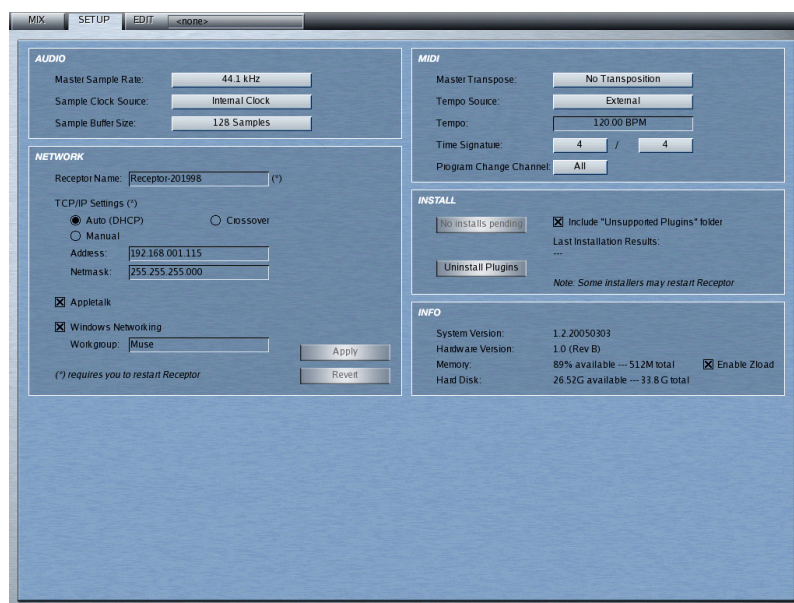 MIX SETUP EDIT <none>
AUDIO
Master Sample Rate: 44.1 kHz
Sample Clock Source: Internal Clock
Sample Buffer Size: 128 Samples
NETWORK
Receptor Name: Receptor-201998 (*)
TCP/IP Settings (*)
Auto (DHCP) Crossover
Manual
Address: 192.168.001.115
Netmask: 255.255.255.000
Appletalk
Windows Networking
Workgroup: Muse
Apply
(*) requires you to restart Receptor Revert
MIDI
Master Transpose: No Transposition
Tempo Source: External
Tempo: 120.00 BPM
Time Signature: 4 / 4
Program Change Channel: All
INSTALL
No installs pending Include "Unsupported Plugins" folder
Last Installation Results:
---
Uninstall Plugins
Note: Some installers may restart Receptor
INFO
System Version: 1.2.20050303
Hardware Version: 1.0 (Rev B)
Memory: 89% available --- 512M total Enable Zload
Hard Disk: 26.52G available --- 33.8 G total